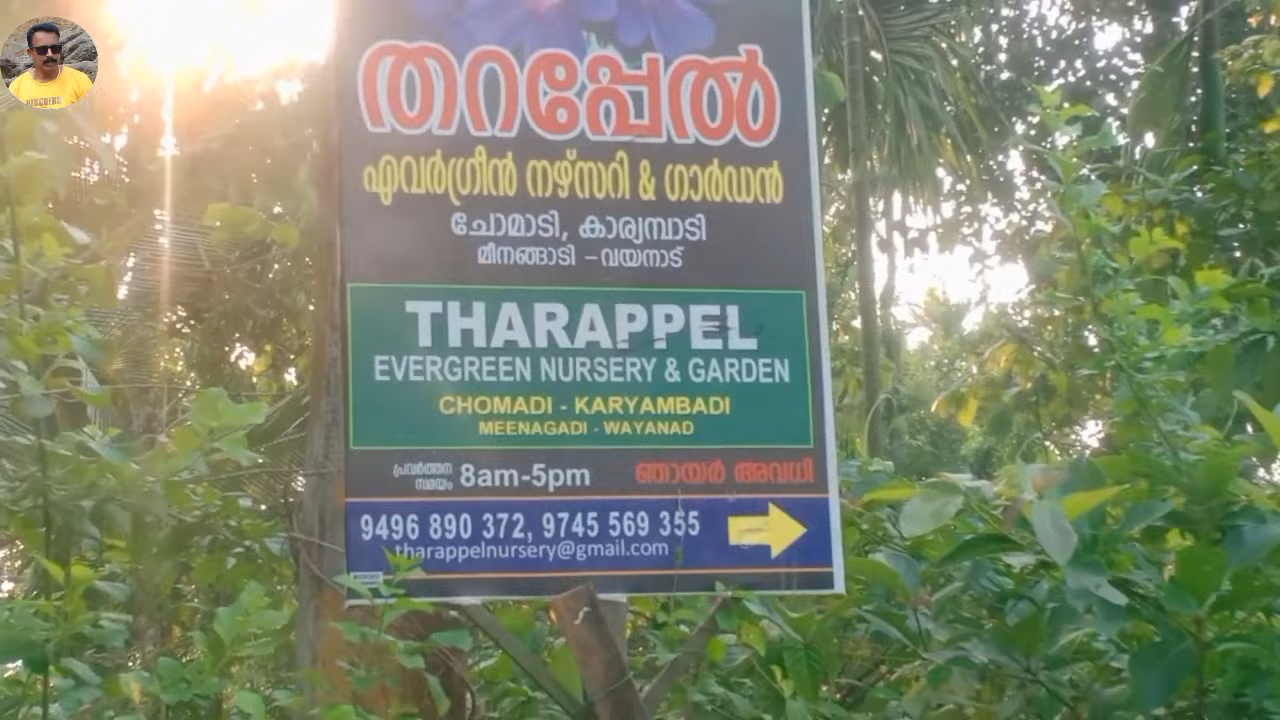 തറപ്പേൽ
എവർഗ്രീൻ നഴ്സറി & ഗാർഡൻ
ചോമാടി, കാര്യമ്പാടി
മീനങ്ങാടി - വയനാട്
THARAPPEL
EVERGREEN NURSERY & GARDEN
CHOMADI - KARYAMBADI
MEENAGADI - WAYANAD
പ്രവർത്തന
സമയം 8am-5pm ഞായർ അവധി
9496 890 372, 9745 569 355
tharappelnursery@gmail.com